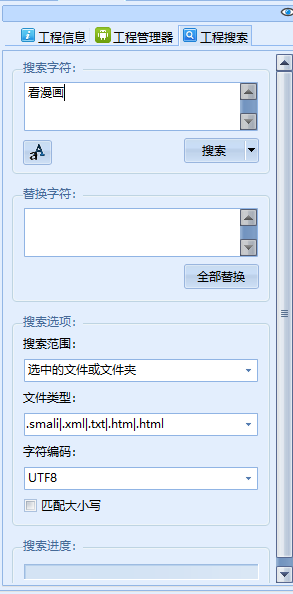 工程信息 工程管理器 工程搜索
搜索字符:
看漫画
aA
搜索
替换字符:
全部替换
搜索选项:
搜索范围:
选中的文件或文件夹
文件类型:
.smali|.xml|.txt|.htm|.html
字符编码:
UTF8
匹配大小写
搜索进度: